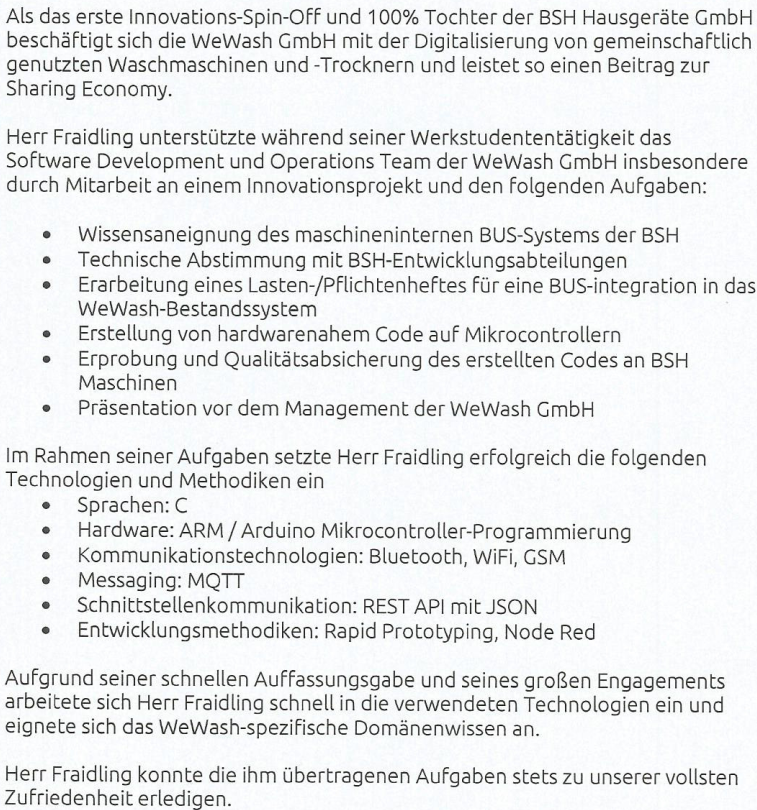 Als das erste Innovations-Spin-Off und 100% Tochter der BSH Hausgeräte GmbH
beschäftigt sich die WeWash GmbH mit der Digitalisierung von gemeinschaftlich
genutzten Waschmaschinen und -Trocknern und leistet so einen Beitrag zur
Sharing Economy.

Herr Fraidling unterstützte während seiner Werkstudententätigkeit das
Software Development und Operations Team der WeWash GmbH insbesondere
durch Mitarbeit an einem Innovationsprojekt und den folgenden Aufgaben:

• Wissensaneignung des maschineninternen BUS-Systems der BSH
• Technische Abstimmung mit BSH-Entwicklungsabteilungen
• Erarbeitung eines Lasten-/Pflichtenheftes für eine BUS-integration in das
WeWash-Bestandssystem
• Erstellung von hardwarenahem Code auf Mikrocontrollern
• Erprobung und Qualitätsabsicherung des erstellten Codes an BSH
Maschinen
• Präsentation vor dem Management der WeWash GmbH

Im Rahmen seiner Aufgaben setzte Herr Fraidling erfolgreich die folgenden
Technologien und Methodiken ein
• Sprachen: C
• Hardware: ARM / Arduino Mikrocontroller-Programmierung
• Kommunikationstechnologien: Bluetooth, WiFi, GSM
• Messaging: MQTT
• Schnittstellenkommunikation: REST API mit JSON
• Entwicklungsmethodiken: Rapid Prototyping, Node Red

Aufgrund seiner schnellen Auffassungsgabe und seines großen Engagements
arbeitete sich Herr Fraidling schnell in die verwendeten Technologien ein und
eignete sich das WeWash-spezifische Domänenwissen an.

Herr Fraidling konnte die ihm übertragenen Aufgaben stets zu unserer vollsten
Zufriedenheit erledigen.